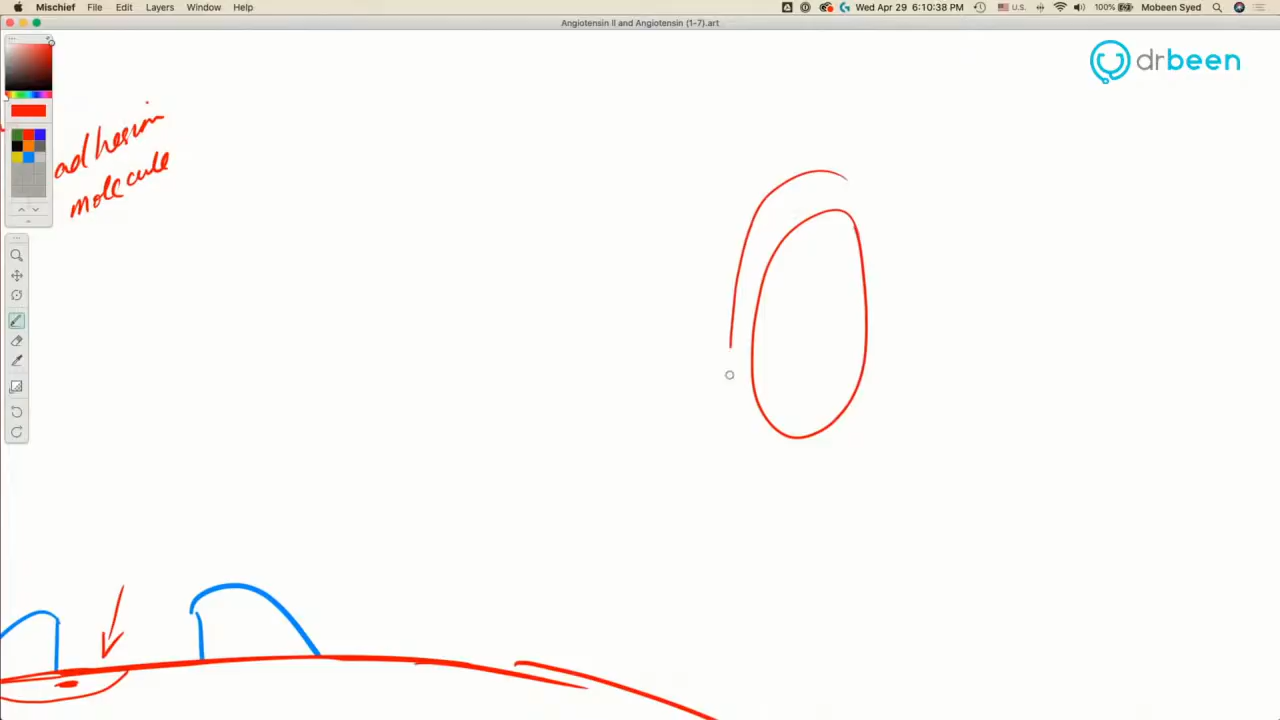 Mischief File Edit Layers Window Help U.S. 100% Wed Apr 29 6:10:38 PM Mobeen Syed
Angiotensin II and Angiotensin (1-7).art
drbeen
adhesion
molecule